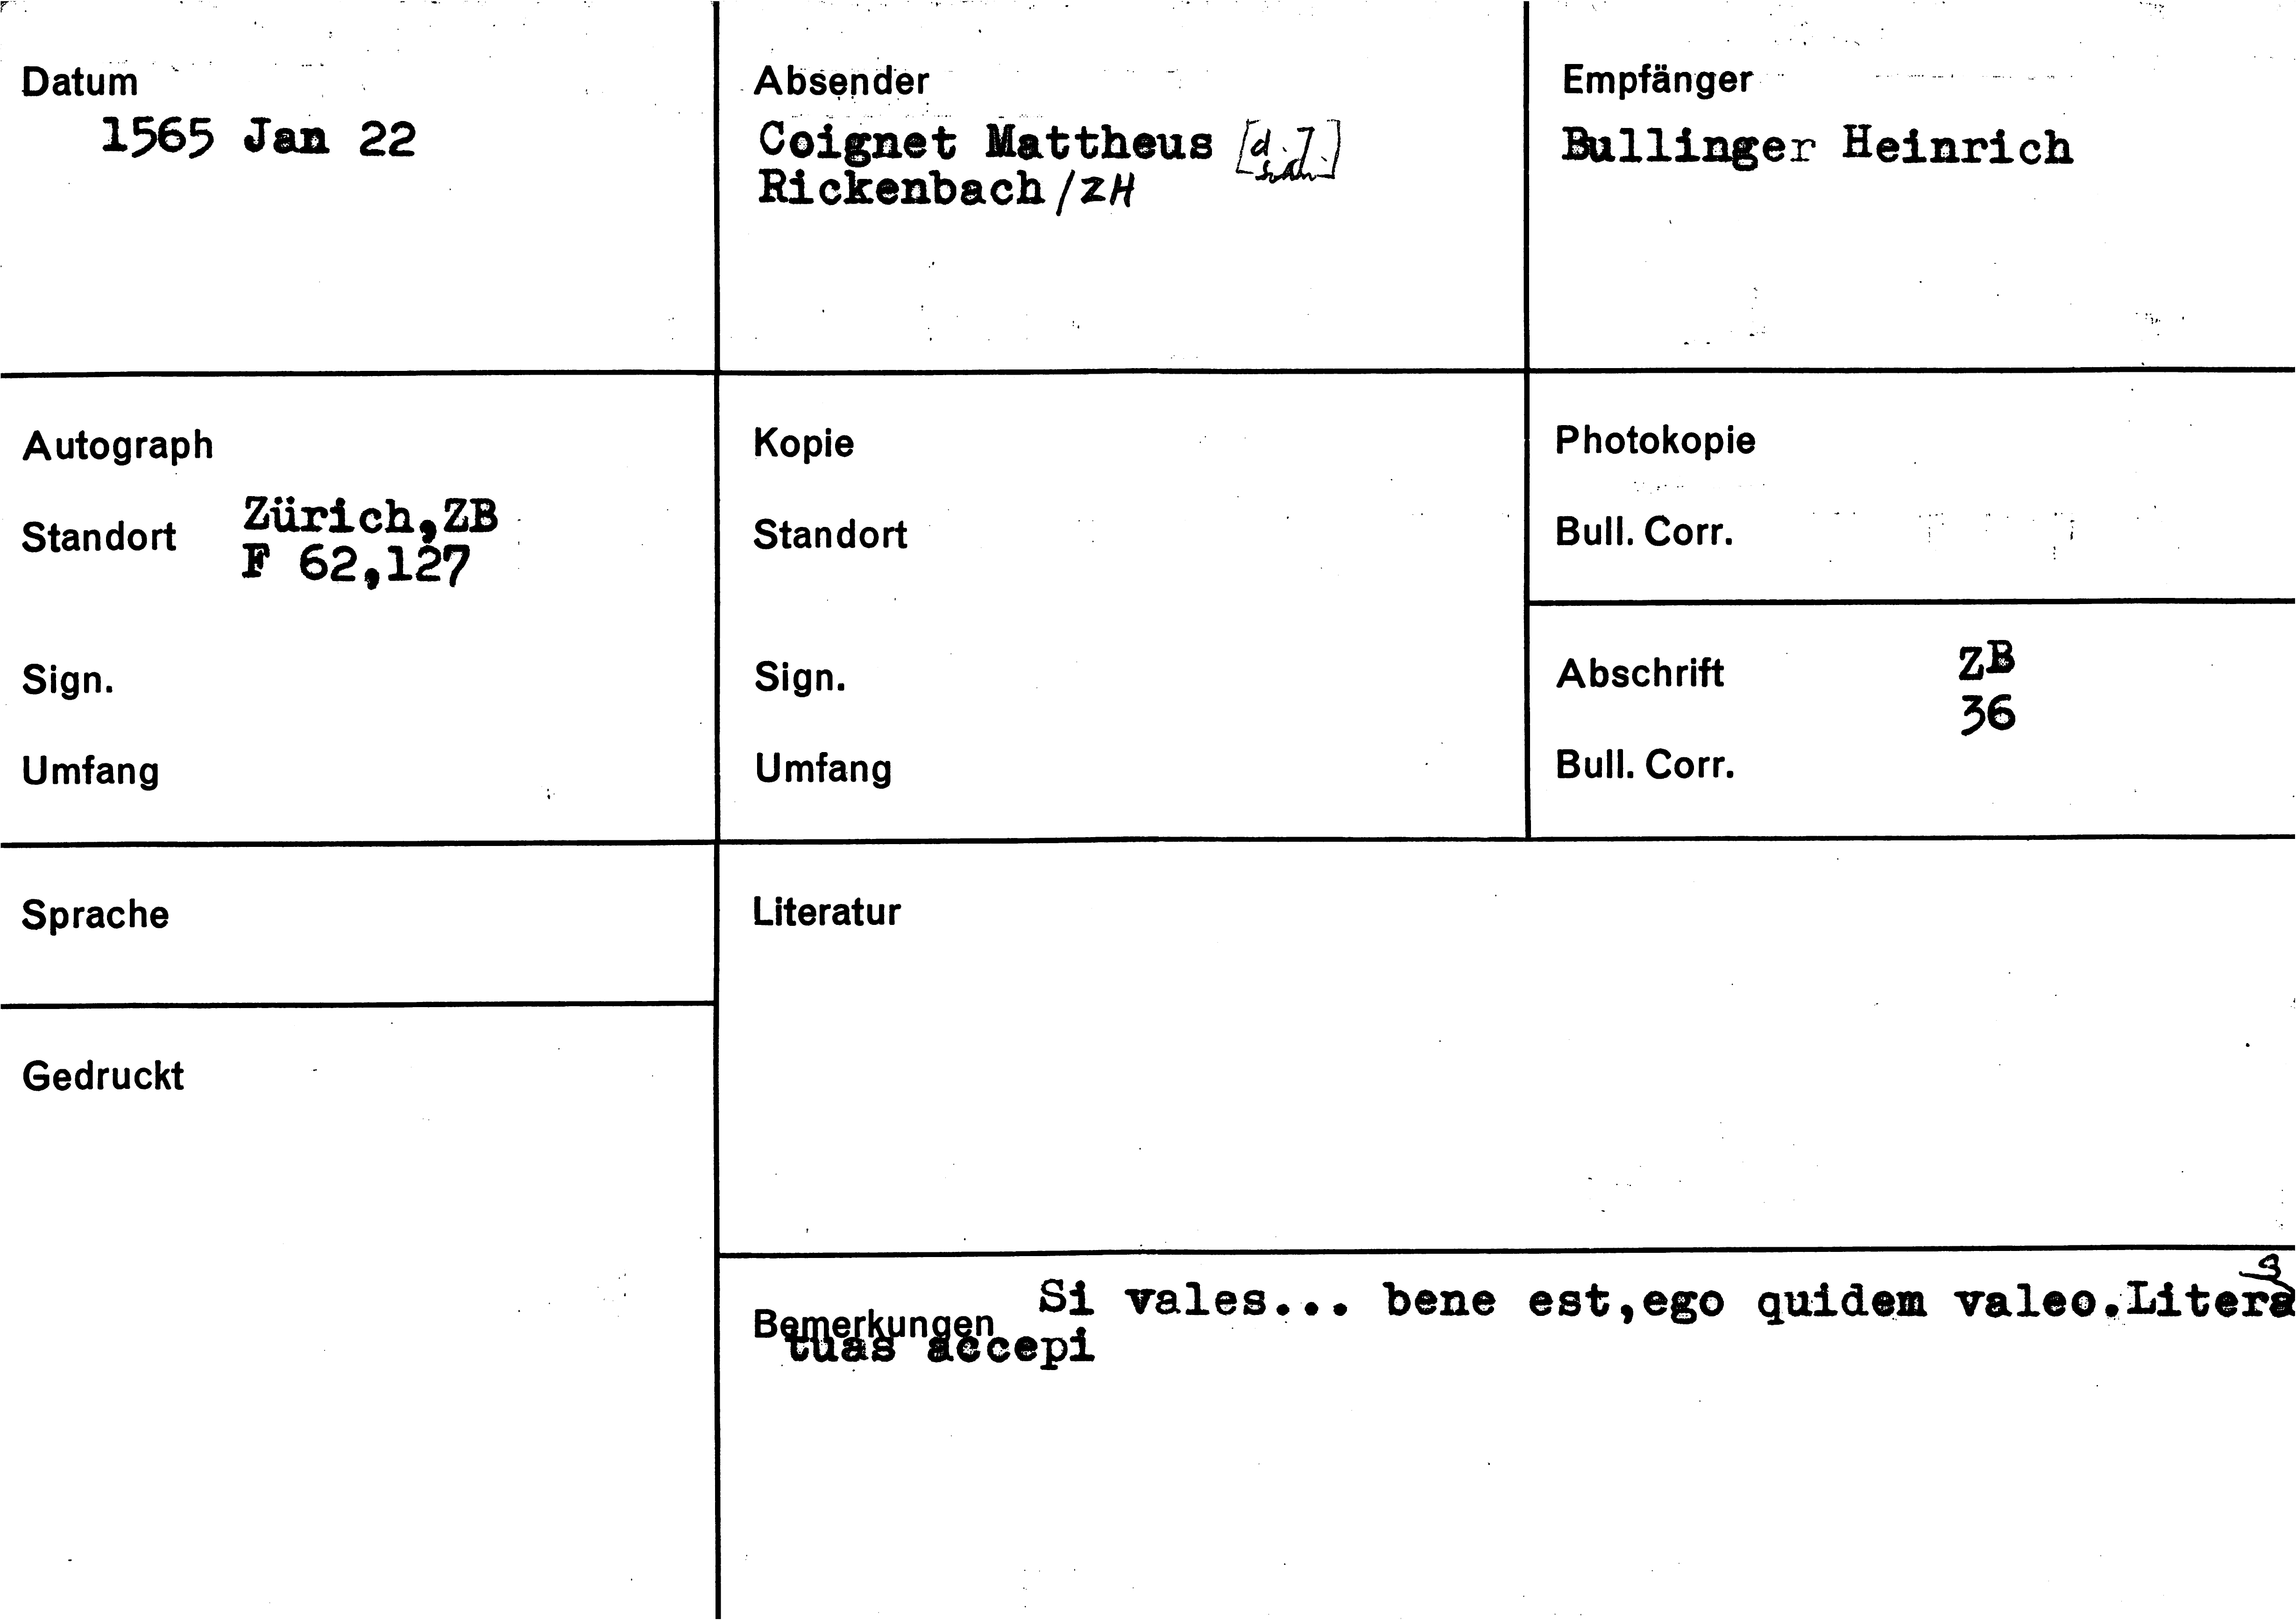 Datum
1565 Jan 22
Absender
Coignet Mattheus [d. J.]
Rickenbach/ZH
Empfänger
Bullinger Heinrich
Autograph
Standort Zürich,ZB
F 62,127
Sign.
Umfang
Kopie
Standort
Sign.
Umfang
Photokopie
Bull. Corr.
Abschrift ZB
36
Bull. Corr.
Sprache
Gedruckt
Literatur
Bemerkungen Si vales... bene est,ego quidem valeo.Litera
tuas accepi